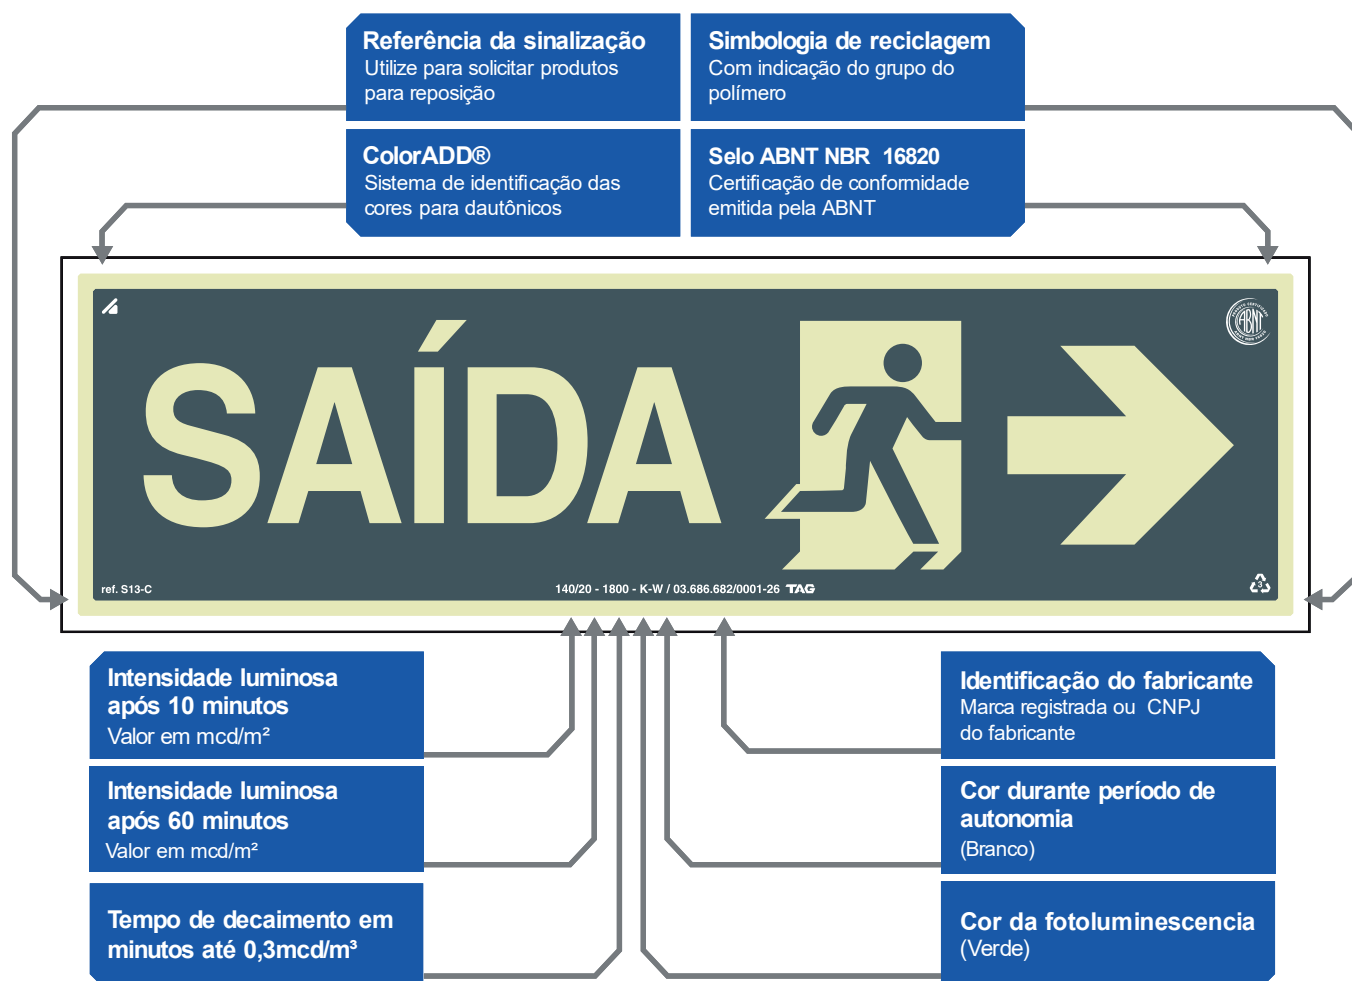 Referência da sinalização
Utilize para solicitar produtos
para reposição
Simbologia de reciclagem
Com indicação do grupo do
polímero
ColorADD®
Sistema de identificação das
cores para dautônicos
Selo ABNT NBR 16820
Certificação de conformidade
emitida pela ABNT
ABNT
SAÍDA
ref. S13-C
140/20 - 1800 - K-W / 03.686.682/0001-26 TAG
3
Intensidade luminosa
após 10 minutos
Valor em mcd/m²
Intensidade luminosa
após 60 minutos
Valor em mcd/m²
Tempo de decaimento em
minutos até 0,3mcd/m³
Identificação do fabricante
Marca registrada ou CNPJ
do fabricante
Cor durante período de
autonomia
(Branco)
Cor da fotoluminescencia
(Verde)